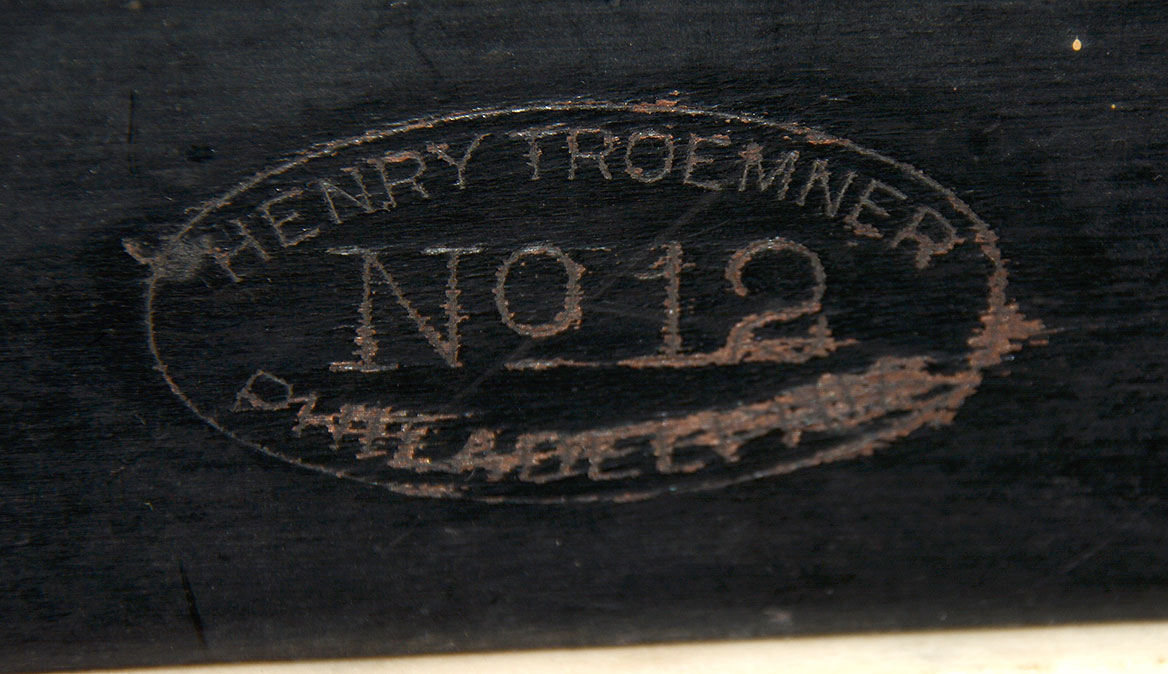 HENRY TROEMNER
NO 12
PHILADELPHIA